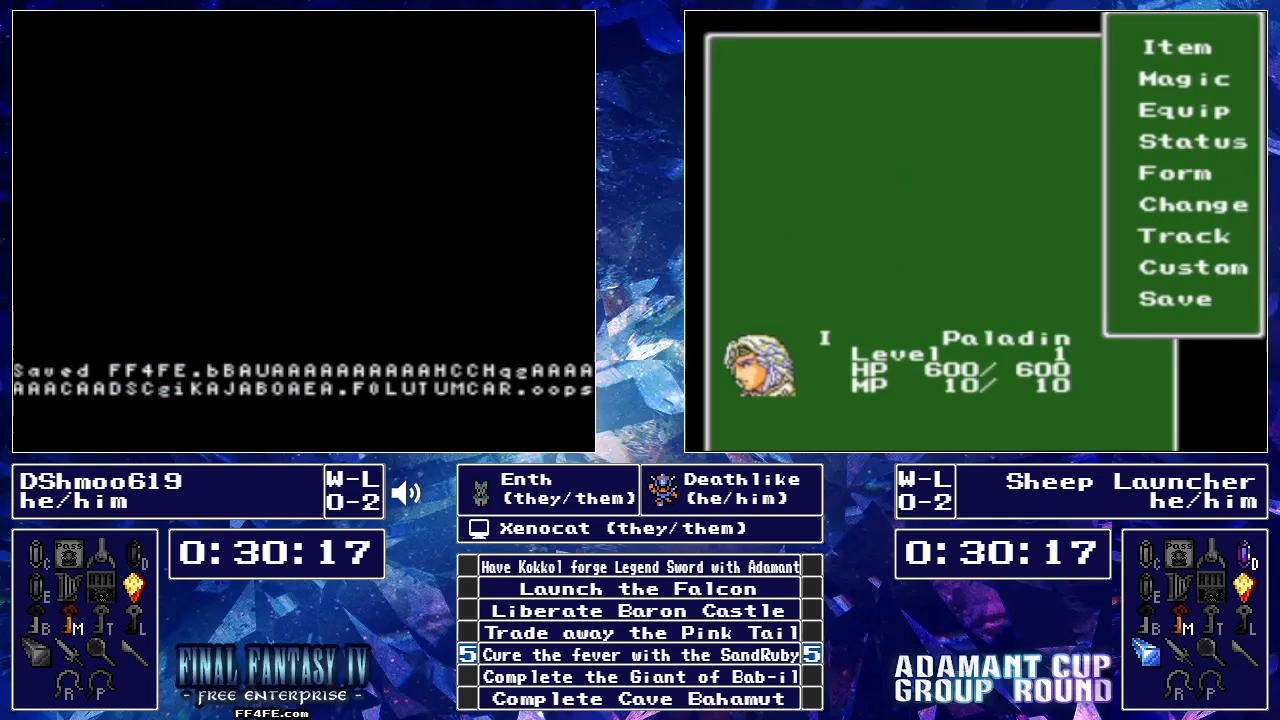 Saved FF4FE.bBAUAAAAAAAAAAHCCHqgAAAA
AAACAADSCgiKAJABOAEA.F0LUTUMCAR.oops
Item
Magic
Equip
Status
Form
Change
Track
Custom
Save
I Paladin
Level 1
HP 600/ 600
MP 10/ 10
DShmoo619
he/him
W-L
0-2
Enth
(they/them)
Deathlike
(he/him)
Xenocat (they/them)
W-L
0-2
Sheep Launcher
he/him
C Pass D
E
B M T L
R P
0:30:17
Have Kokkol forge Legend Sword with Adamant
Launch the Falcon
Liberate Baron Castle
Trade away the Pink Tail
5 Cure the fever with the SandRuby 5
Complete the Giant of Bab-il
Complete Cave Bahamut
0:30:17
C Pass D
E
B M T L
R P
FINAL FANTASY IV
- FREE ENTERPRISE -
FF4FE.com
ADAMANT CUP
GROUP ROUND